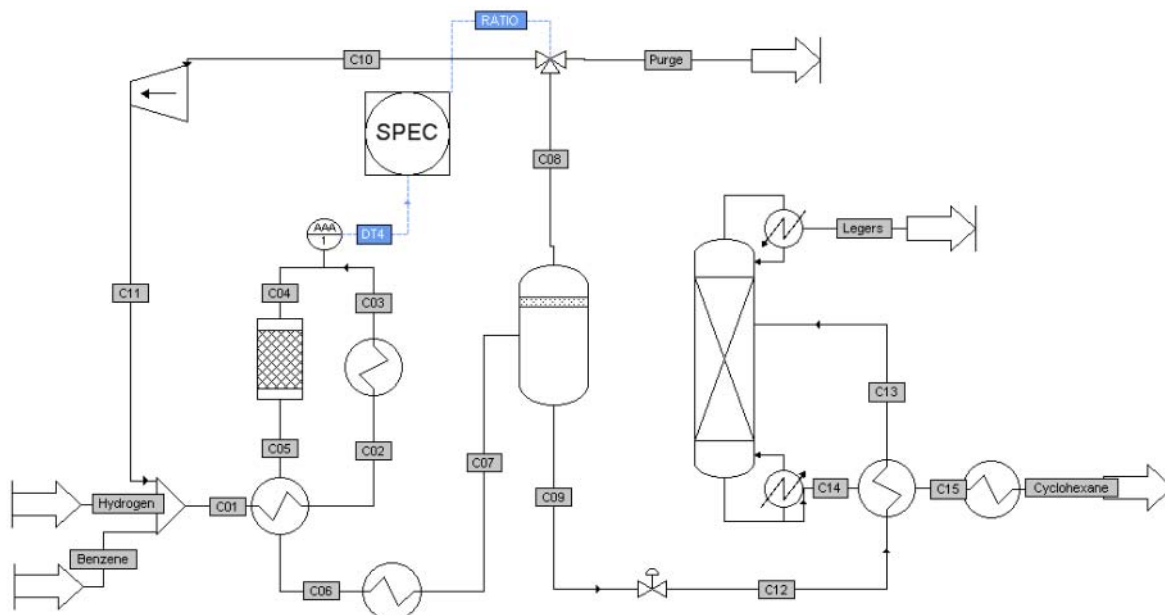 RATIO
C10
Purge
SPEC
C08
AAA
1
DT4
Legers
C11
C04
C03
C13
C05
C02
C07
C09
Hydrogen
C01
C14
C15
Cyclohexane
Benzene
C06
C12